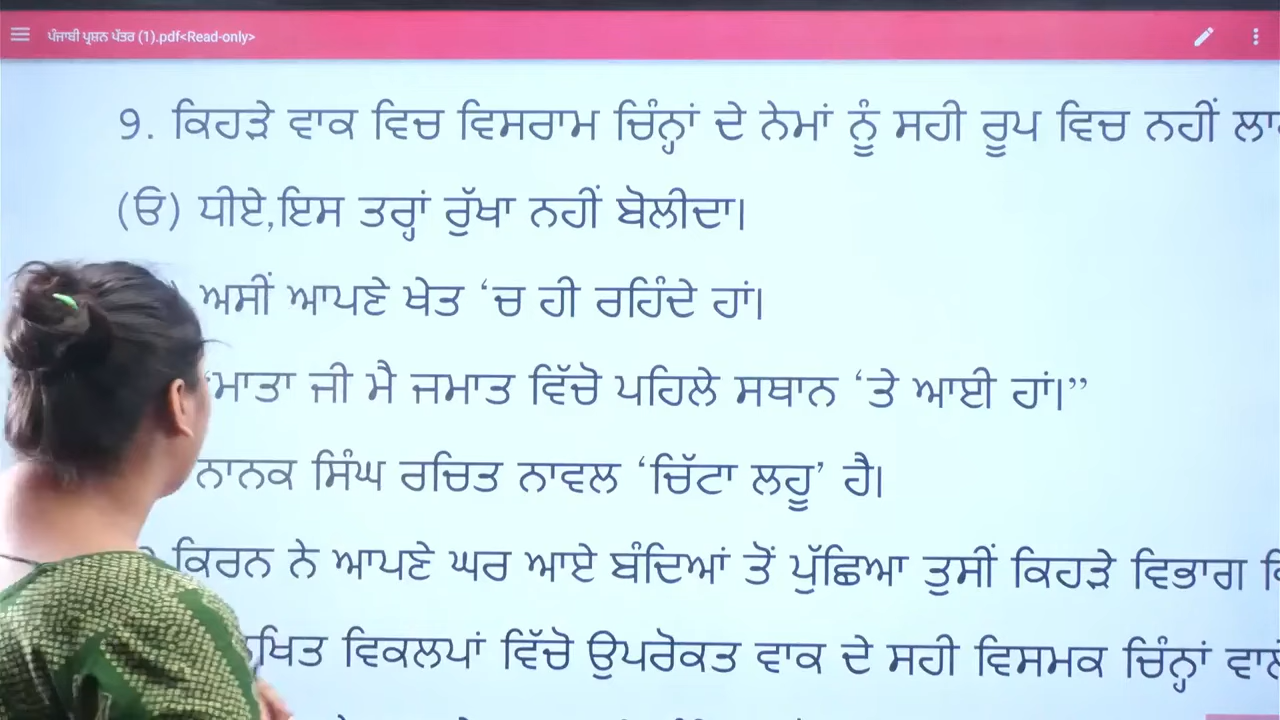 ਪੰਜਾਬੀ ਪ੍ਰਸ਼ਨ ਪੱਤਰ (1).pdf<Read-only>
9. ਕਿਹੜੇ ਵਾਕ ਵਿਚ ਵਿਸਰਾਮ ਚਿੰਨ੍ਹਾਂ ਦੇ ਨੇਮਾਂ ਨੂੰ ਸਹੀ ਰੂਪ ਵਿਚ ਨਹੀਂ
(ੳ) ਧੀਏ,ਇਸ ਤਰ੍ਹਾਂ ਰੁੱਖਾ ਨਹੀਂ ਬੋਲੀਦਾ।
ਅਸੀਂ ਆਪਣੇ ਖੇਤ ‘ਚ ਹੀ ਰਹਿੰਦੇ ਹਾਂ।
ਮਾਤਾ ਜੀ ਮੈ ਜਮਾਤ ਵਿੱਚੋ ਪਹਿਲੇ ਸਥਾਨ ‘ਤੇ ਆਈ ਹਾਂ।”
ਨਾਨਕ ਸਿੰਘ ਰਚਿਤ ਨਾਵਲ ‘ਚਿੱਟਾ ਲਹੂ’ ਹੈ।
ਕਿਰਨ ਨੇ ਆਪਣੇ ਘਰ ਆਏ ਬੰਦਿਆਂ ਤੋਂ ਪੁੱਛਿਆ ਤੁਸੀਂ ਕਿਹੜੇ ਵਿਭਾਗ
ਵਿਕਲਪਾਂ ਵਿੱਚੋ ਉਪਰੋਕਤ ਵਾਕ ਦੇ ਸਹੀ ਵਿਸਮਕ ਚਿੰਨ੍ਹਾਂ